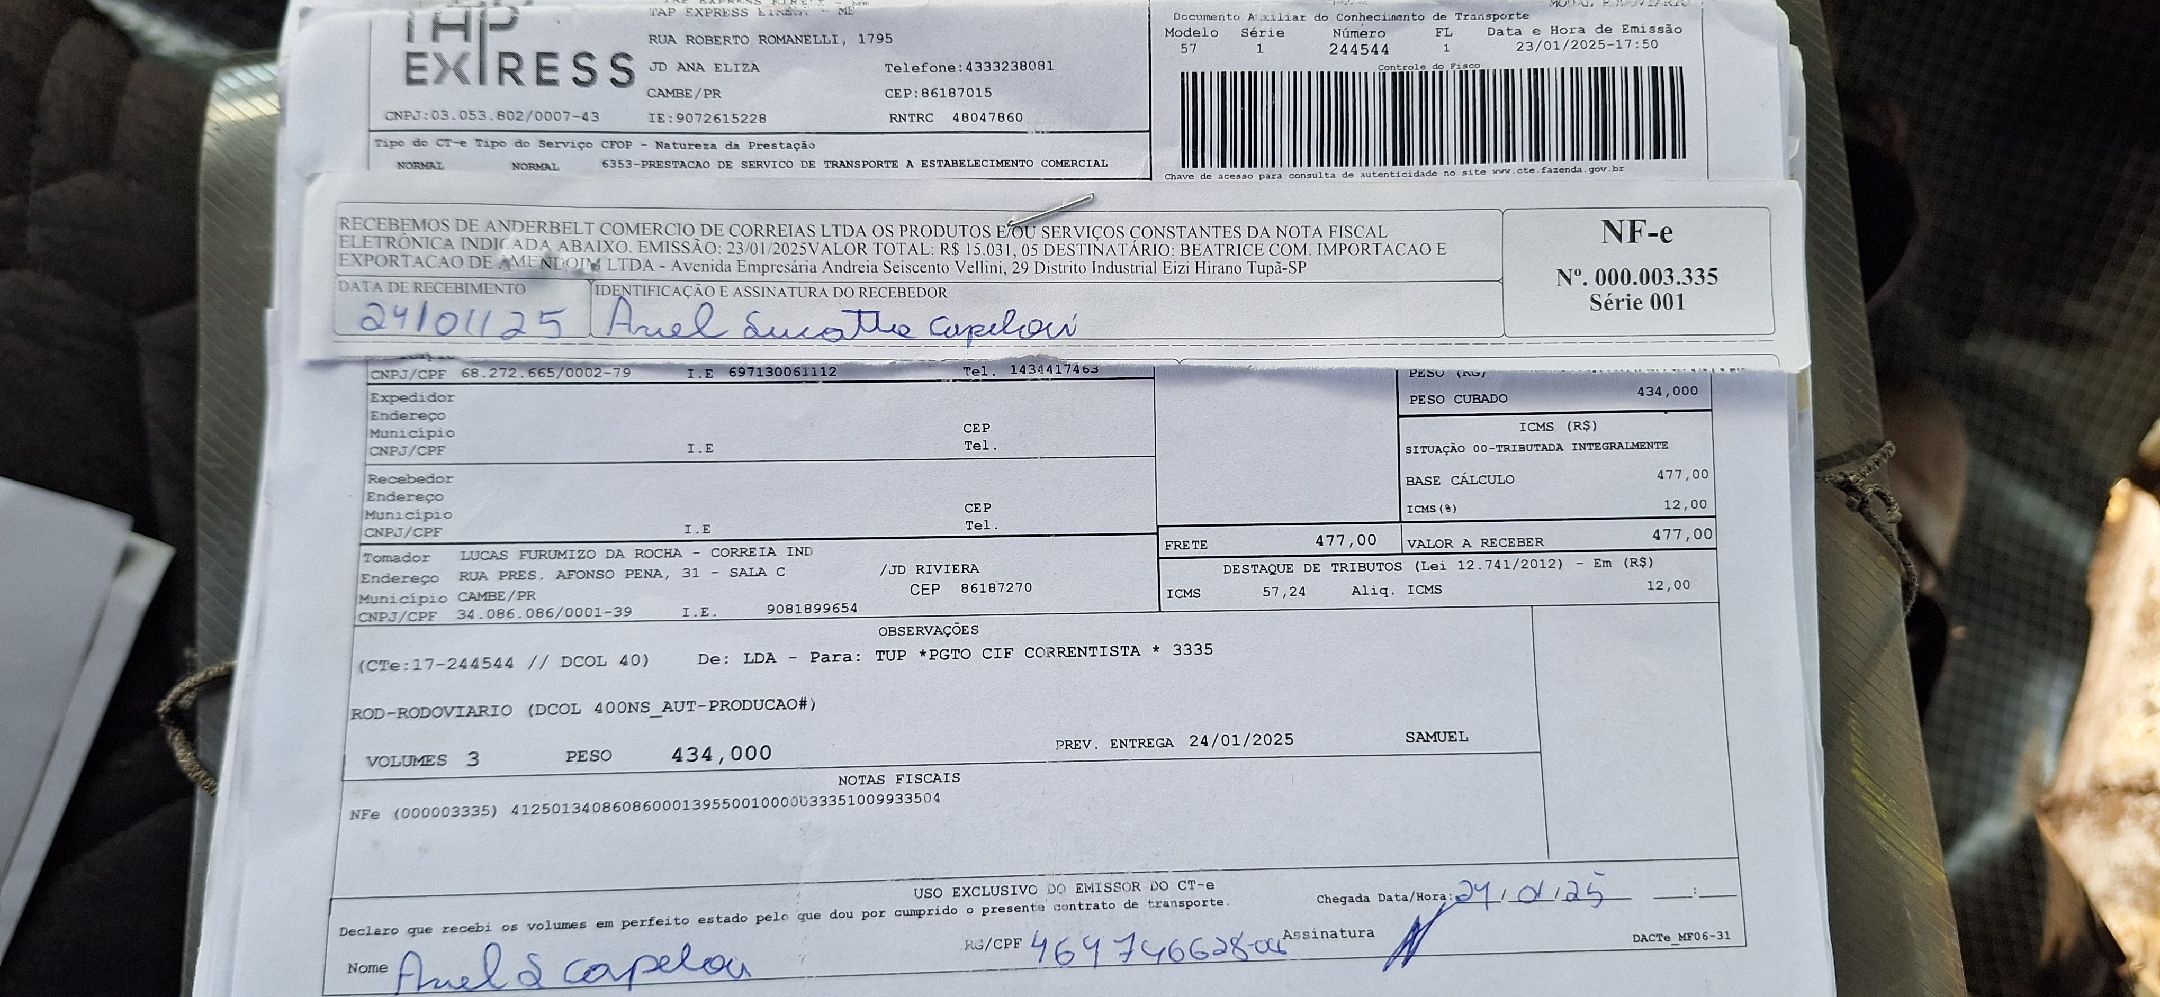 TAP EXPRESS
RUA ROBERTO ROMANELLI, 1795
JD ANA ELIZA Telefone:4333238081
CAMBE/PR CEP:86187015
CNPJ:03.053.802/0007-43 IE:9072615228 RNTRC 48047860
Tipo do CT-e Tipo do Serviço CFOP - Natureza da Prestação
NORMAL NORMAL 6353-PRESTACAO DE SERVICO DE TRANSPORTE A ESTABELECIMENTO COMERCIAL
Documento Auxiliar do Conhecimento de Transporte
Modelo Série Número FL Data e Hora de Emissão
57 1 244544 1 23/01/2025-17:50
Controle do Fisco
Chave de acesso para consulta de autenticidade no site www.cte.fazenda.gov.br
RECEBEMOS DE ANDERBELT COMERCIO DE CORREIAS LTDA OS PRODUTOS E/OU SERVIÇOS CONSTANTES DA NOTA FISCAL
ELETRÔNICA INDICADA ABAIXO. EMISSÃO: 23/01/2025VALOR TOTAL: R$ 15.031, 05 DESTINATÁRIO: BEATRICE COM. IMPORTACAO E
EXPORTACAO DE AMENDOIM LTDA - Avenida Empresária Andreia Seiscento Vellini, 29 Distrito Industrial Eizi Hirano Tupã-SP
DATA DE RECEBIMENTO IDENTIFICAÇÃO E ASSINATURA DO RECEBEDOR
24/01/25
NF-e
Nº. 000.003.335
Série 001
CNPJ/CPF 68.272.665/0002-79 I.E 697130061112 Tel. 1434417463
Expedidor
Endereço
Município CEP
CNPJ/CPF I.E Tel.
Recebedor
Endereço
Município CEP
CNPJ/CPF I.E Tel.
Tomador LUCAS FURUMIZO DA ROCHA - CORREIA IND
Endereço RUA PRES. AFONSO PENA, 31 - SALA C /JD RIVIERA
Município CAMBE/PR CEP 86187270
CNPJ/CPF 34.086.086/0001-39 I.E. 9081899654
PESO (KG)
PESO CUBADO 434,000
ICMS (R$)
SITUAÇÃO 00-TRIBUTADA INTEGRALMENTE
BASE CÁLCULO 477,00
ICMS(%) 12,00
FRETE 477,00 VALOR A RECEBER 477,00
DESTAQUE DE TRIBUTOS (Lei 12.741/2012) - Em (R$)
ICMS 57,24 Aliq. ICMS 12,00
OBSERVAÇÕES
(CTe:17-244544 // DCOL 40) De: LDA - Para: TUP *PGTO CIF CORRENTISTA * 3335
ROD-RODOVIARIO (DCOL 400NS_AUT-PRODUCAO#)
VOLUMES 3 PESO 434,000 PREV. ENTREGA 24/01/2025 SAMUEL
NOTAS FISCAIS
NFe (000003335) 41250134086086000139550010000033351009933504
USO EXCLUSIVO DO EMISSOR DO CT-e
Declaro que recebi os volumes em perfeito estado pelo que dou por cumprido o presente contrato de transporte.
Chegada Data/Hora: 24/01/25 :
Nome RG/CPF Assinatura
DACTe_MF06-31